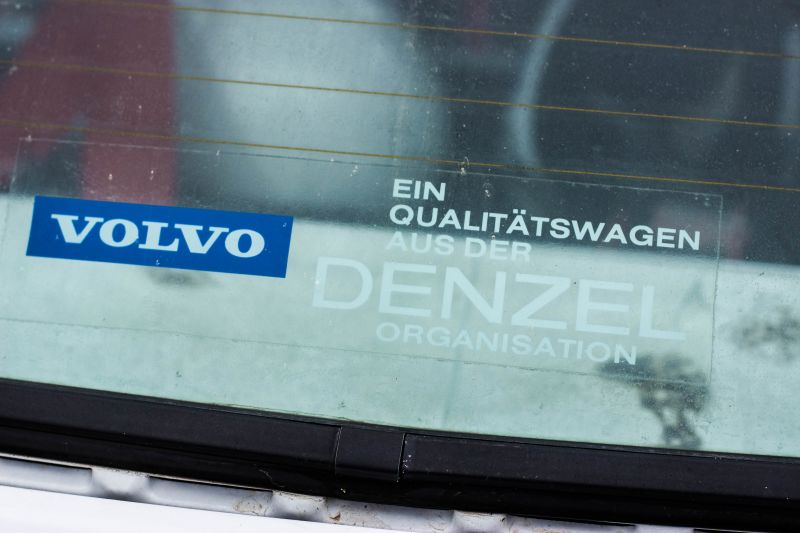 VOLVO
EIN
QUALITÄTSWAGEN
AUS DER
DENZEL
ORGANISATION